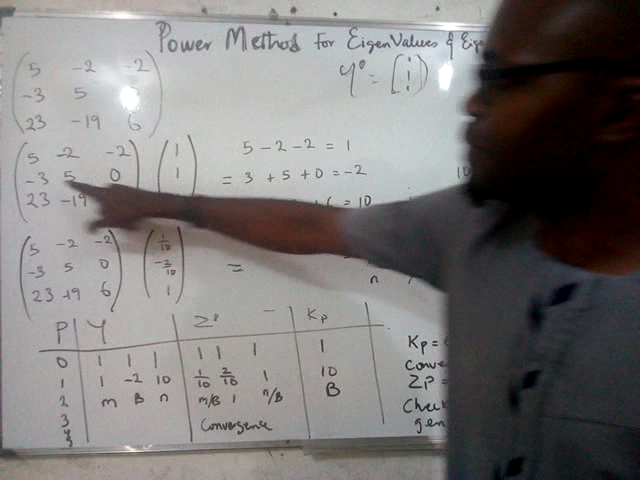 Power Method for EigenValues & Eige
5 -2 -2
-3 5
23 -19 6
Y⁰ = [1 1 1]
5 -2 -2
-3 5 0
23 -19
1
1
5 - 2 - 2 = 1
= 3 + 5 + 0 = -2
6 = 10
10
5 -2 -2
-3 5 0
23 -19 6
1/10
-2/10
1
=
n
P Y Zᵖ Kp
0 1 1 1 1 1 1 1
1 1 -2 10 1/10 2/10 1 10
2 m B n m/B 1 n/B B
3
Convergence
Kp =
Conve
Zp =
Check
gen